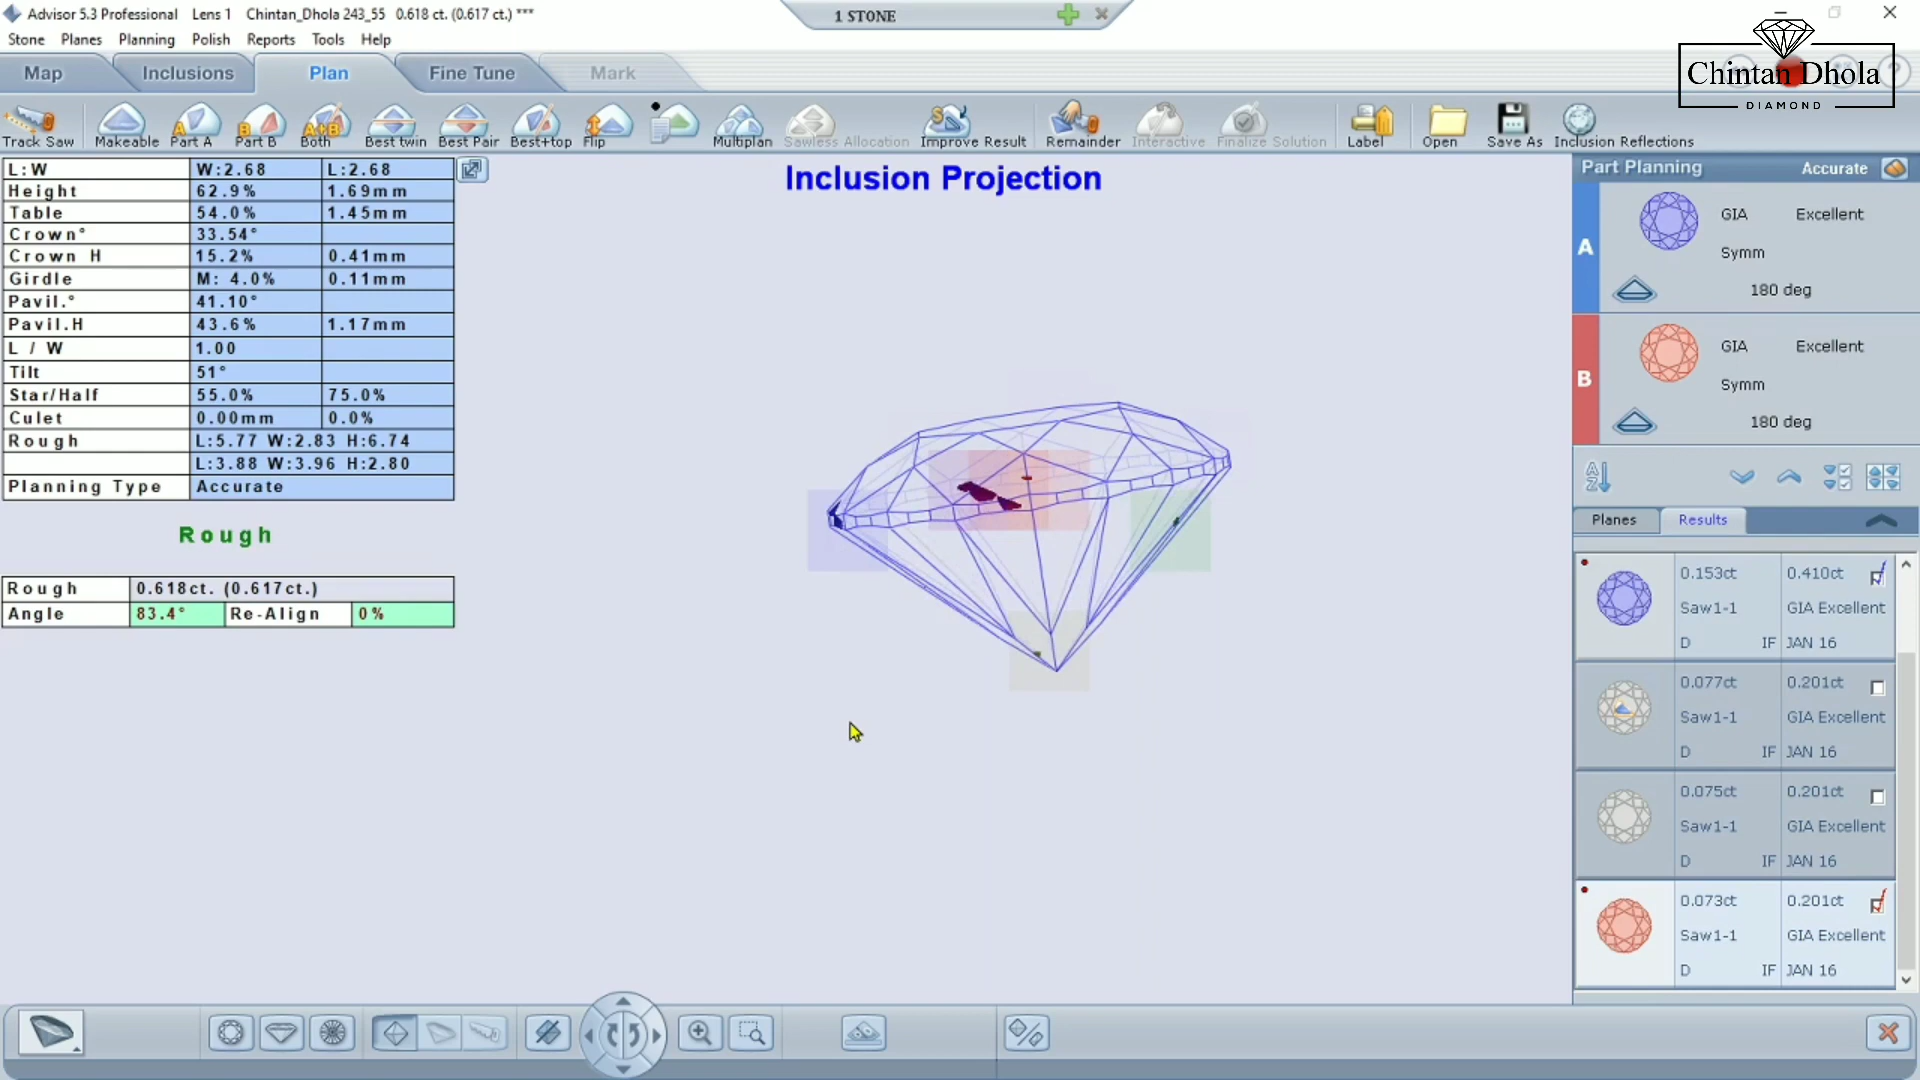 Advisor 5.3 Professional Lens 1 Chintan_Dhola 243_55 0.618 ct. (0.617 ct.) ***
1 STONE
Stone Planes Planning Polish Reports Tools Help
Chintan Dhola
DIAMOND
Map Inclusions Plan Fine Tune Mark
Track Saw Makeable Part A Part B Both Best twin Best Pair Best+top Flip Multiplan Sawless Allocation Improve Result Remainder Interactive Finalize Solution Label Open Save As Inclusion Reflections
L:W W:2.68 L:2.68
Height 62.9% 1.69mm
Table 54.0% 1.45mm
Crown° 33.54°
Crown H 15.2% 0.41mm
Girdle M: 4.0% 0.11mm
Pavil.° 41.10°
Pavil.H 43.6% 1.17mm
L / W 1.00
Tilt 51°
Star/Half 55.0% 75.0%
Culet 0.00mm 0.0%
Rough L:5.77 W:2.83 H:6.74
L:3.88 W:3.96 H:2.80
Planning Type Accurate
Rough
Rough 0.618ct. (0.617ct.)
Angle 83.4° Re-Align 0%
Inclusion Projection
Part Planning Accurate
A
GIA Excellent
Symm
180 deg
B
GIA Excellent
Symm
180 deg
Planes Results
0.153ct 0.410ct
Saw1-1 GIA Excellent
D IF JAN 16
0.077ct 0.201ct
Saw1-1 GIA Excellent
D IF JAN 16
0.075ct 0.201ct
Saw1-1 GIA Excellent
D IF JAN 16
0.073ct 0.201ct
Saw1-1 GIA Excellent
D IF JAN 16